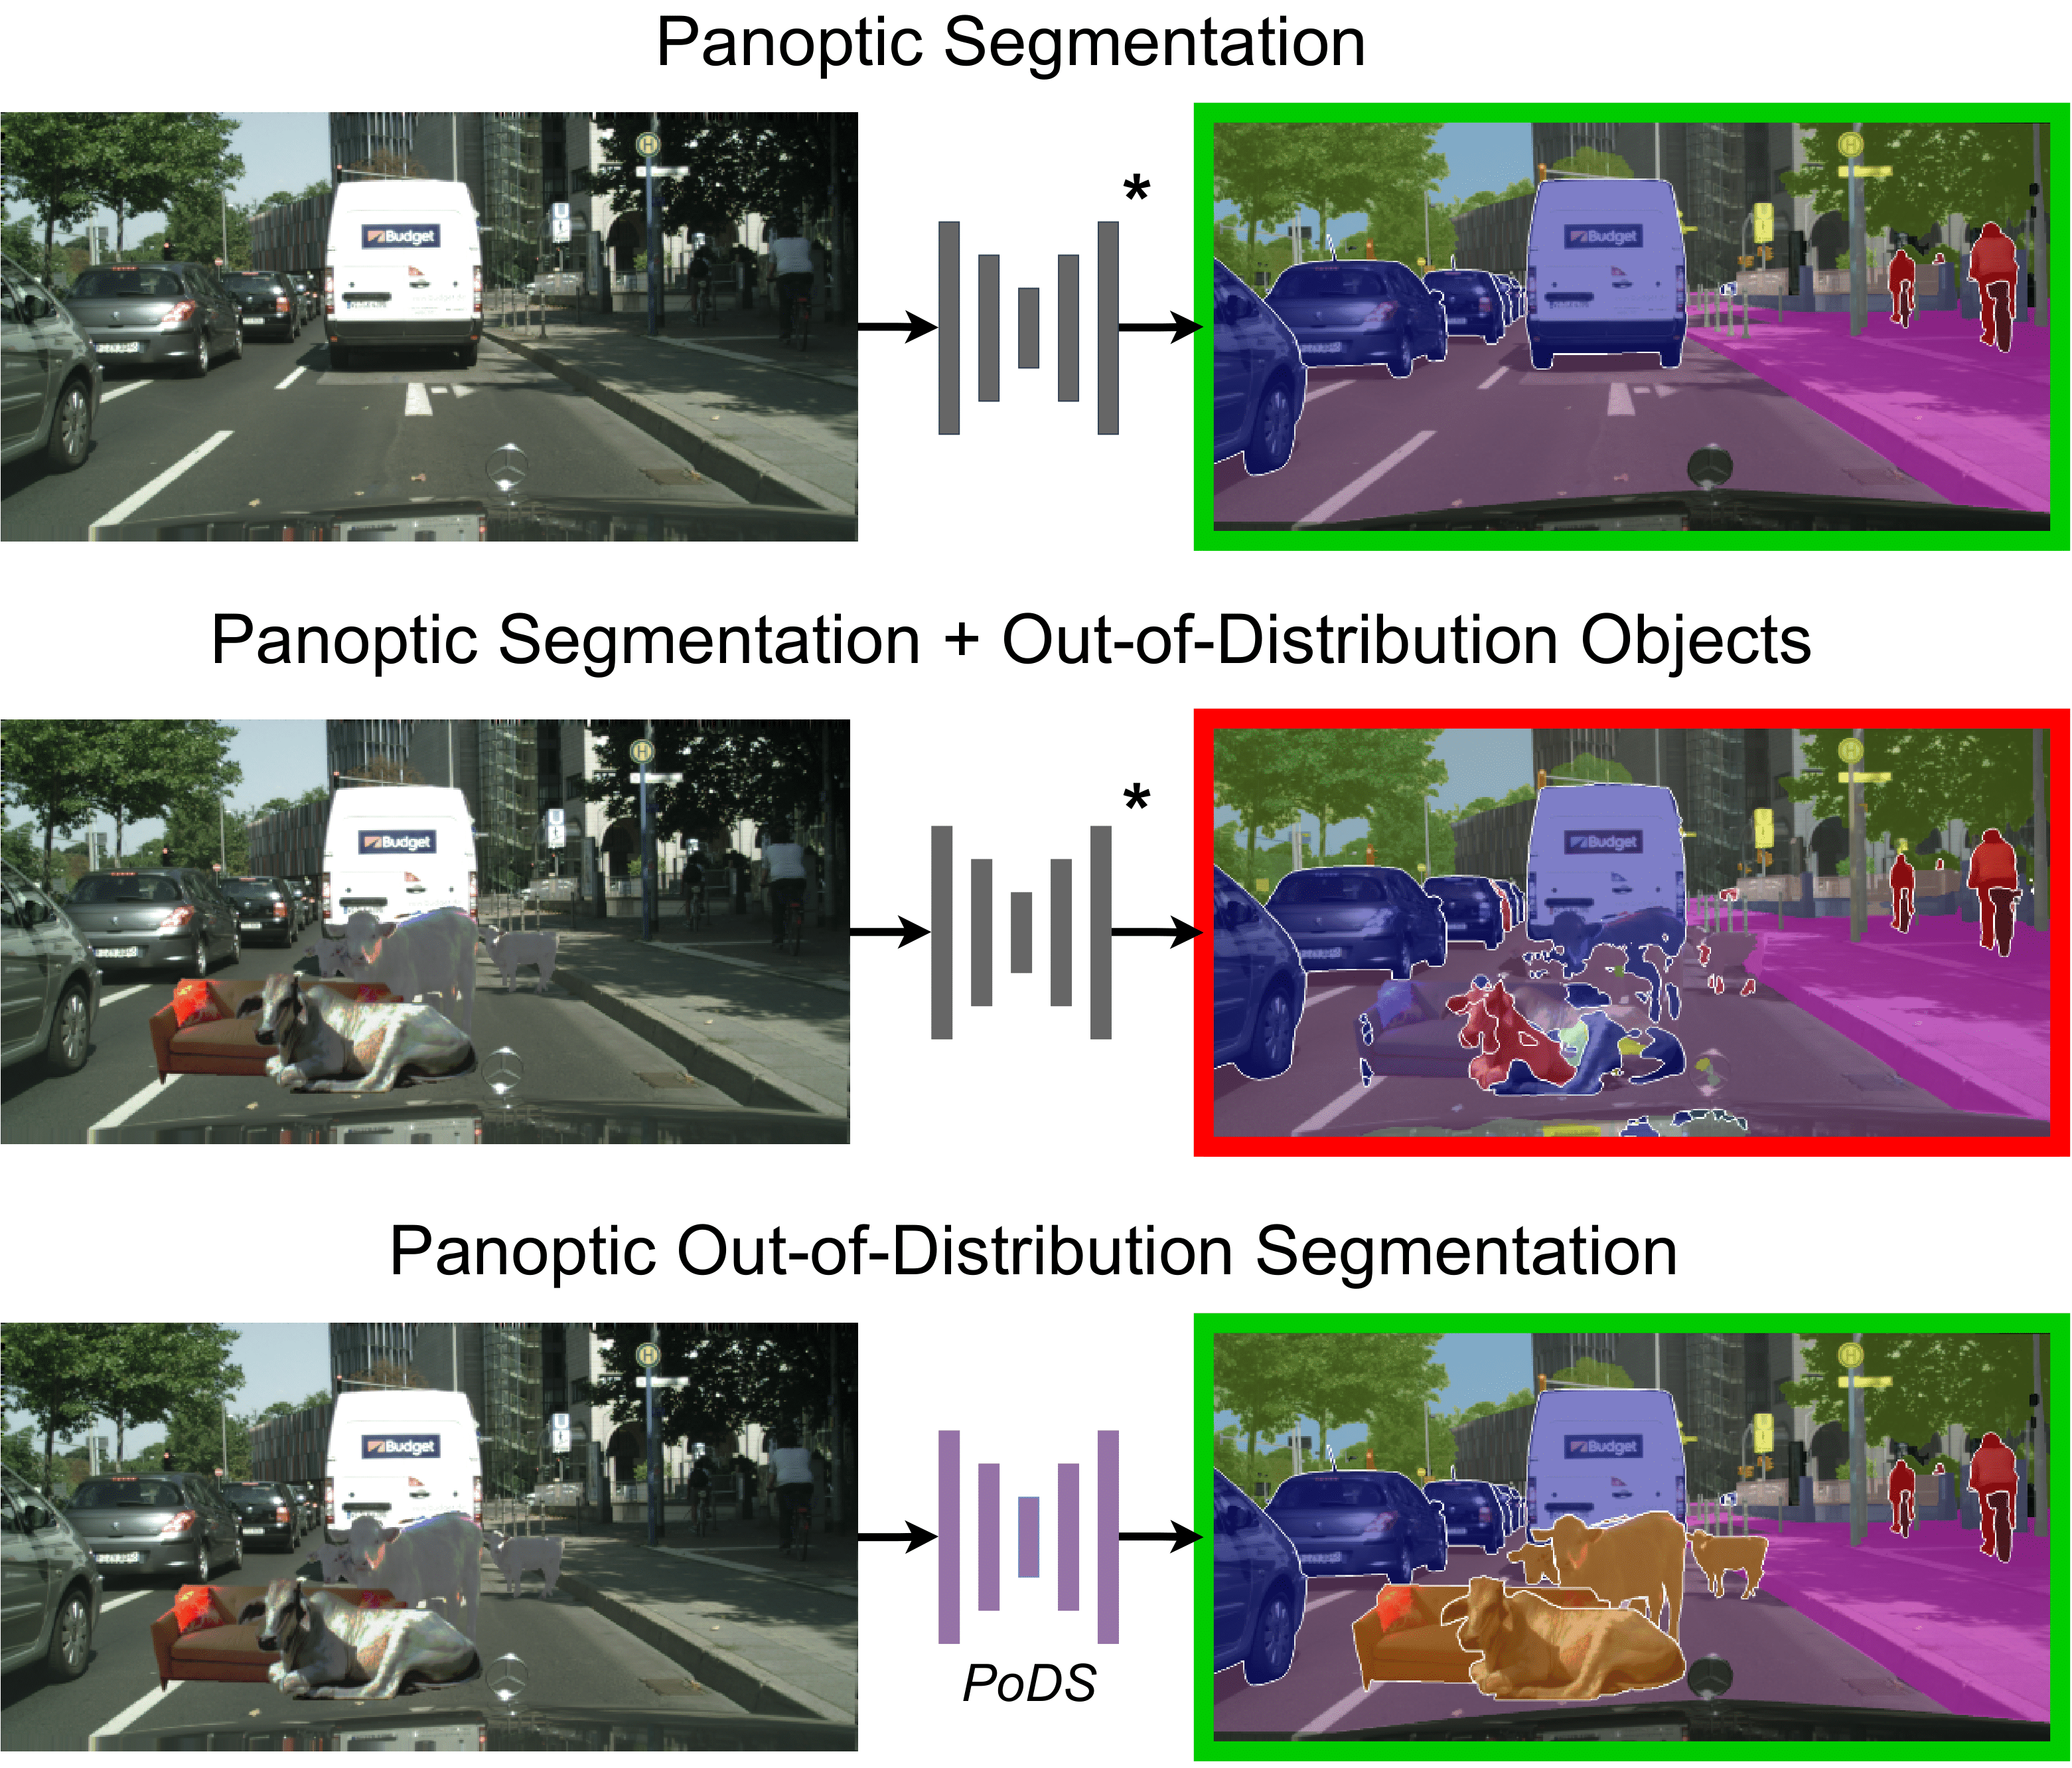 Panoptic Segmentation
H
Budget
*
H
Budget
Panoptic Segmentation + Out-of-Distribution Objects
H
Budget
*
H
Budget
Panoptic Out-of-Distribution Segmentation
H
Budget
PoDS
H
Budget